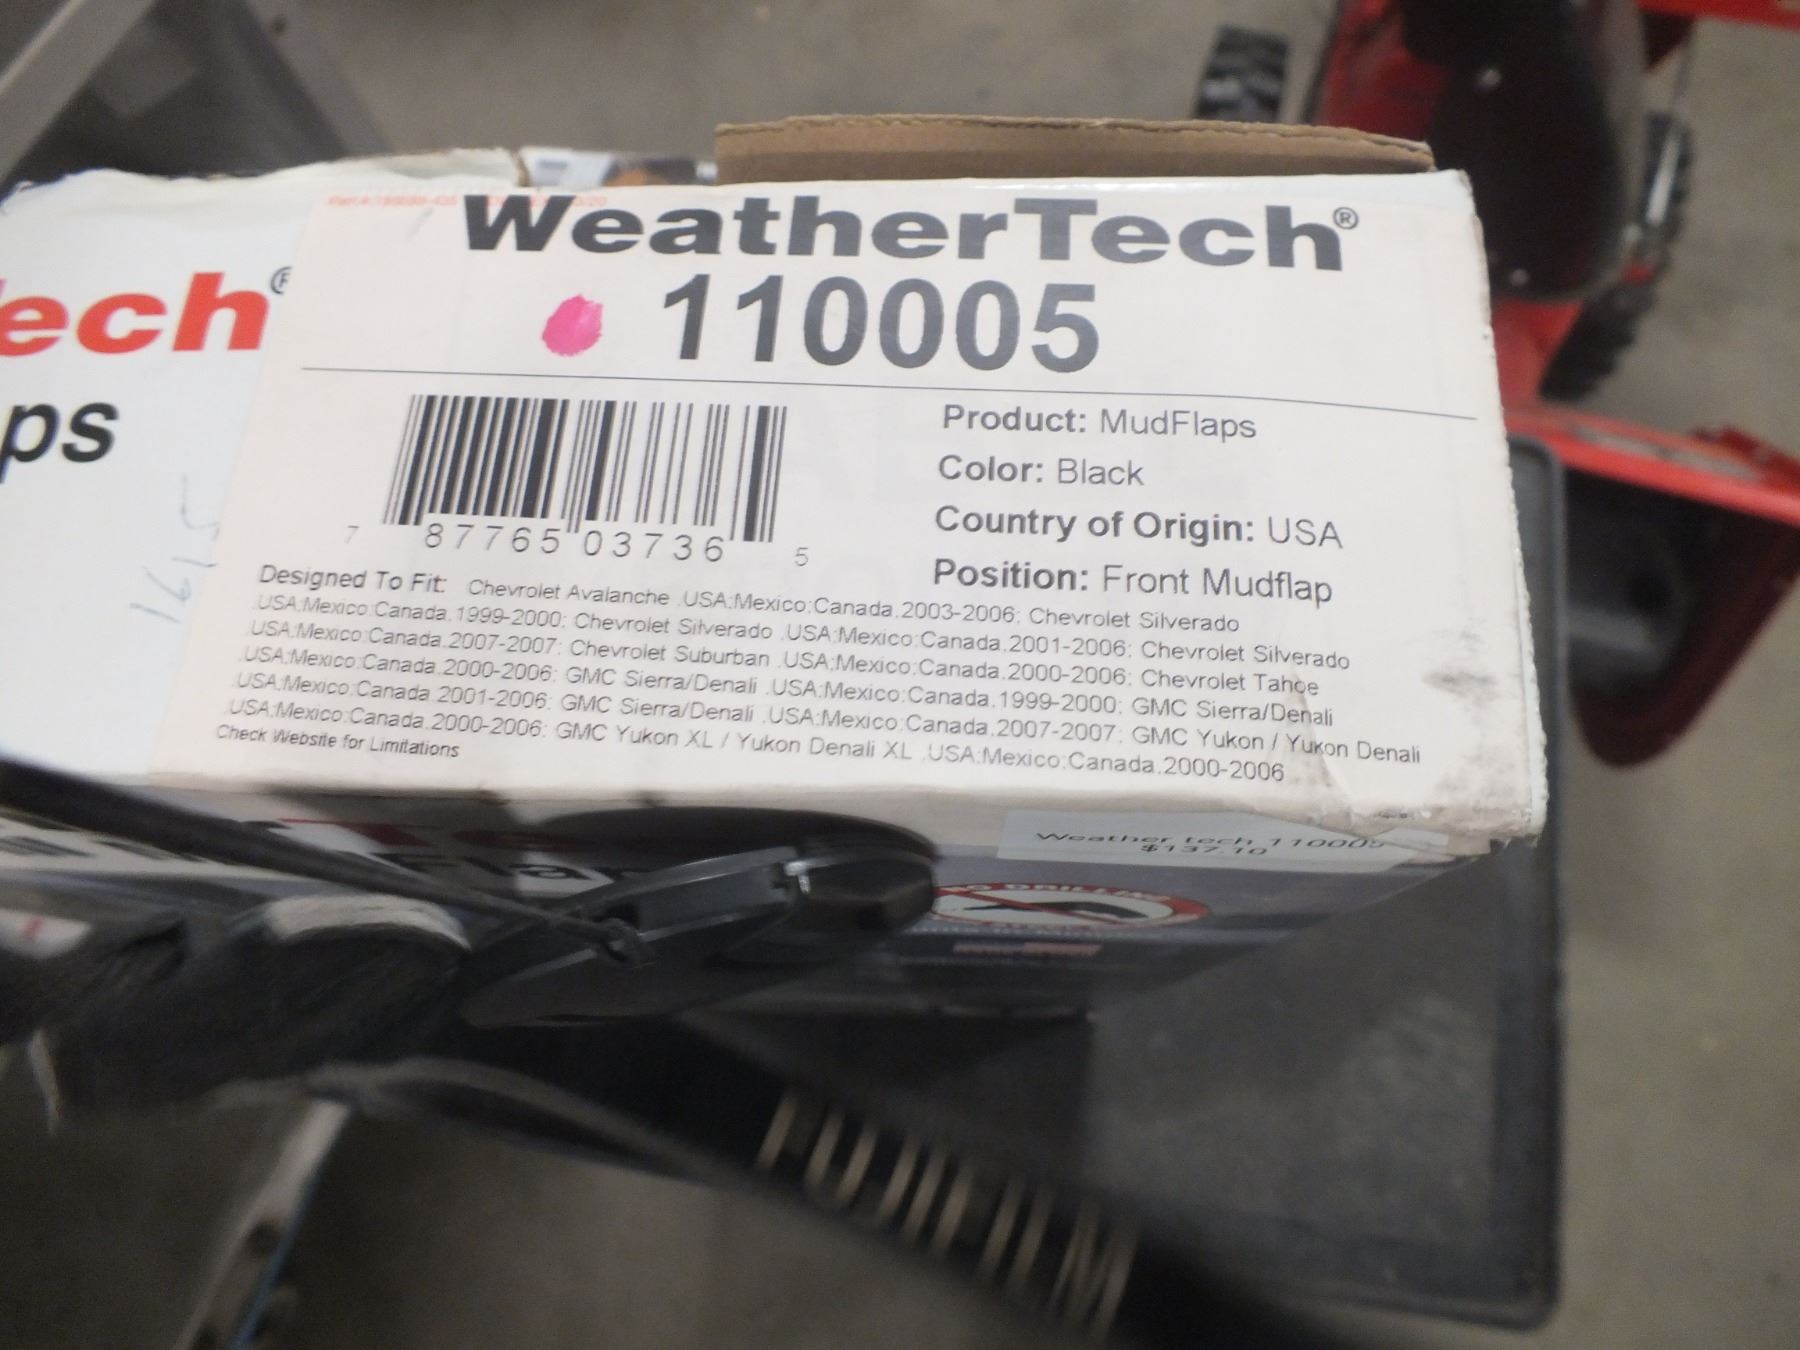 WeatherTech®
110005
ech®
ps
1615
Product: MudFlaps
Color: Black
Country of Origin: USA
Position: Front Mudflap
7 87765 03736 5
Designed To Fit: Chevrolet Avalanche .USA:Mexico:Canada.2003-2006; Chevrolet Silverado
.USA:Mexico:Canada.1999-2000; Chevrolet Silverado .USA:Mexico:Canada.2001-2006; Chevrolet Silverado
.USA:Mexico:Canada.2007-2007; Chevrolet Suburban .USA:Mexico:Canada.2000-2006; Chevrolet Tahoe
.USA:Mexico:Canada.2000-2006; GMC Sierra/Denali .USA:Mexico:Canada.1999-2000; GMC Sierra/Denali
.USA:Mexico:Canada.2001-2006; GMC Sierra/Denali .USA:Mexico:Canada.2007-2007; GMC Yukon / Yukon Denali
.USA:Mexico:Canada.2000-2006; GMC Yukon XL / Yukon Denali XL .USA:Mexico:Canada.2000-2006
Check Website for Limitations
Weather tech 110005
$137.10
NO DRILLING